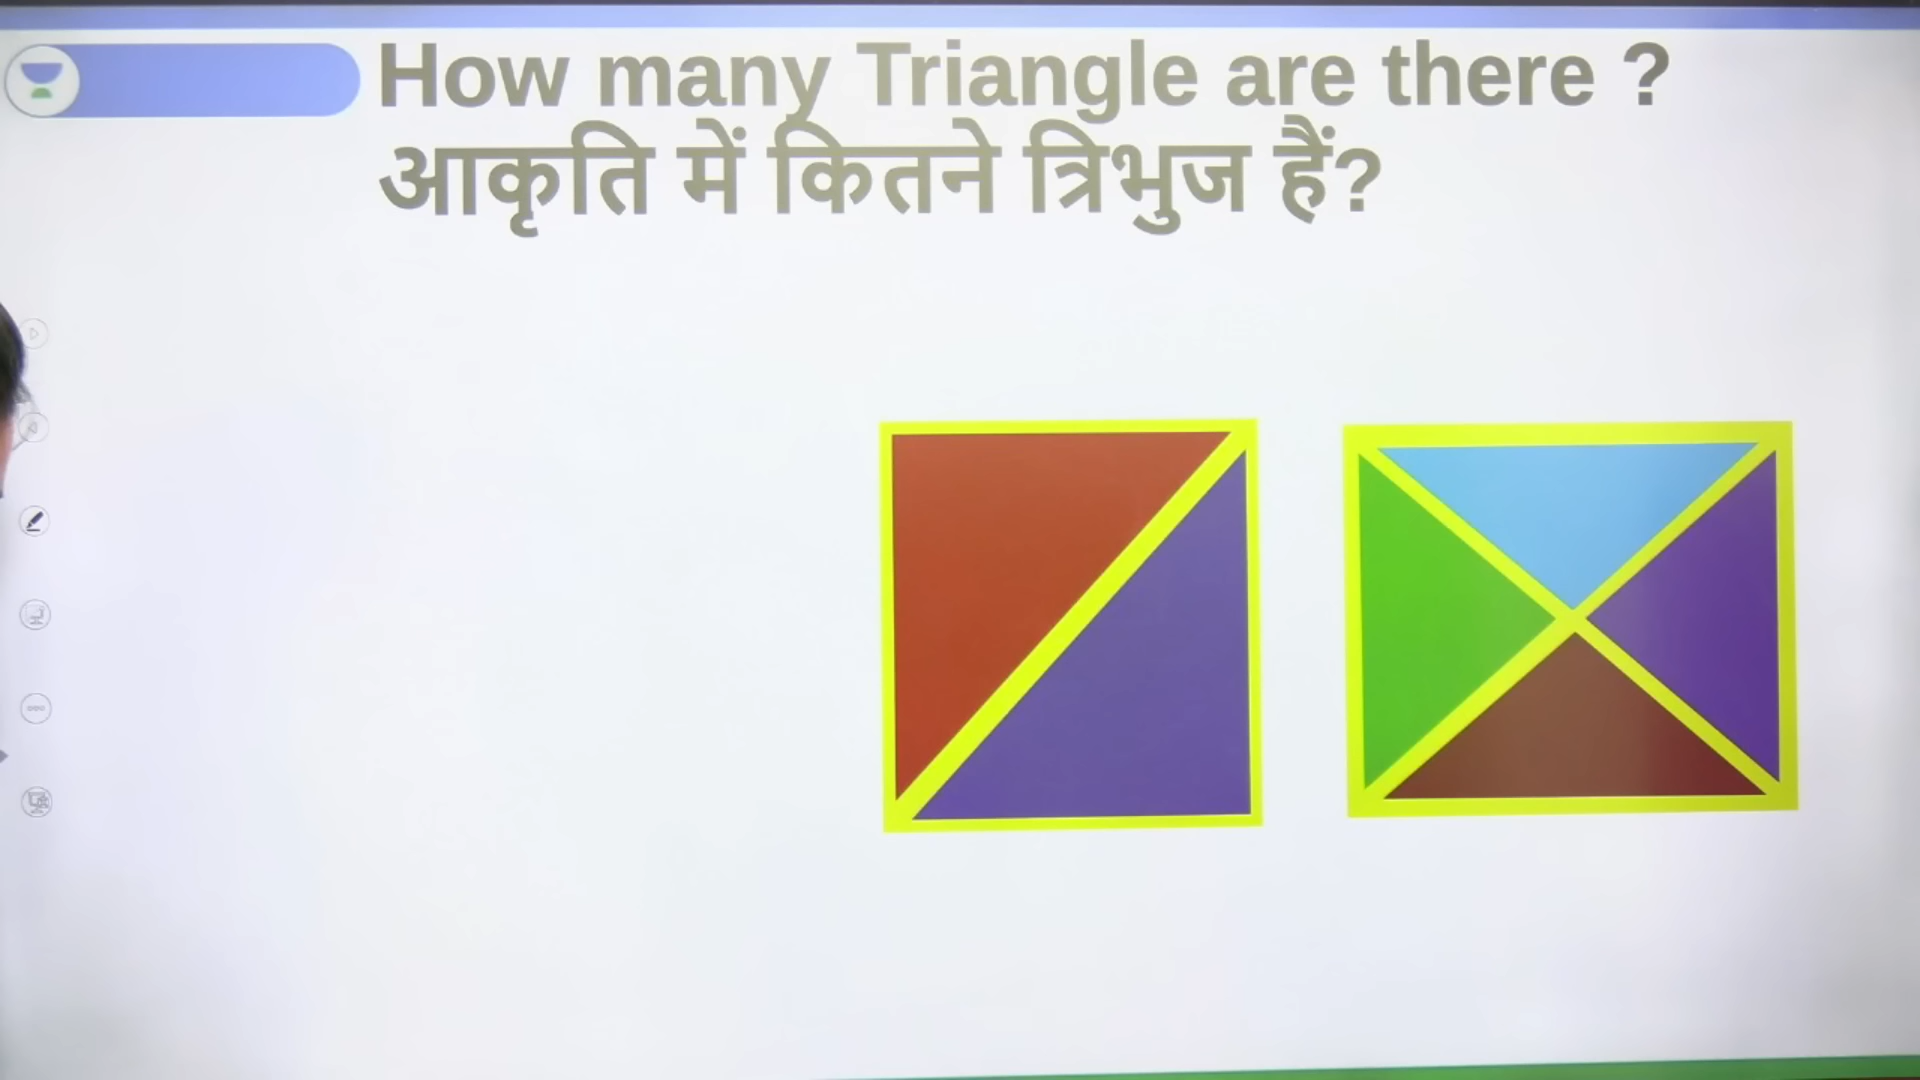 How many Triangle are there ?
आकृति में कितने त्रिभुज हैं?